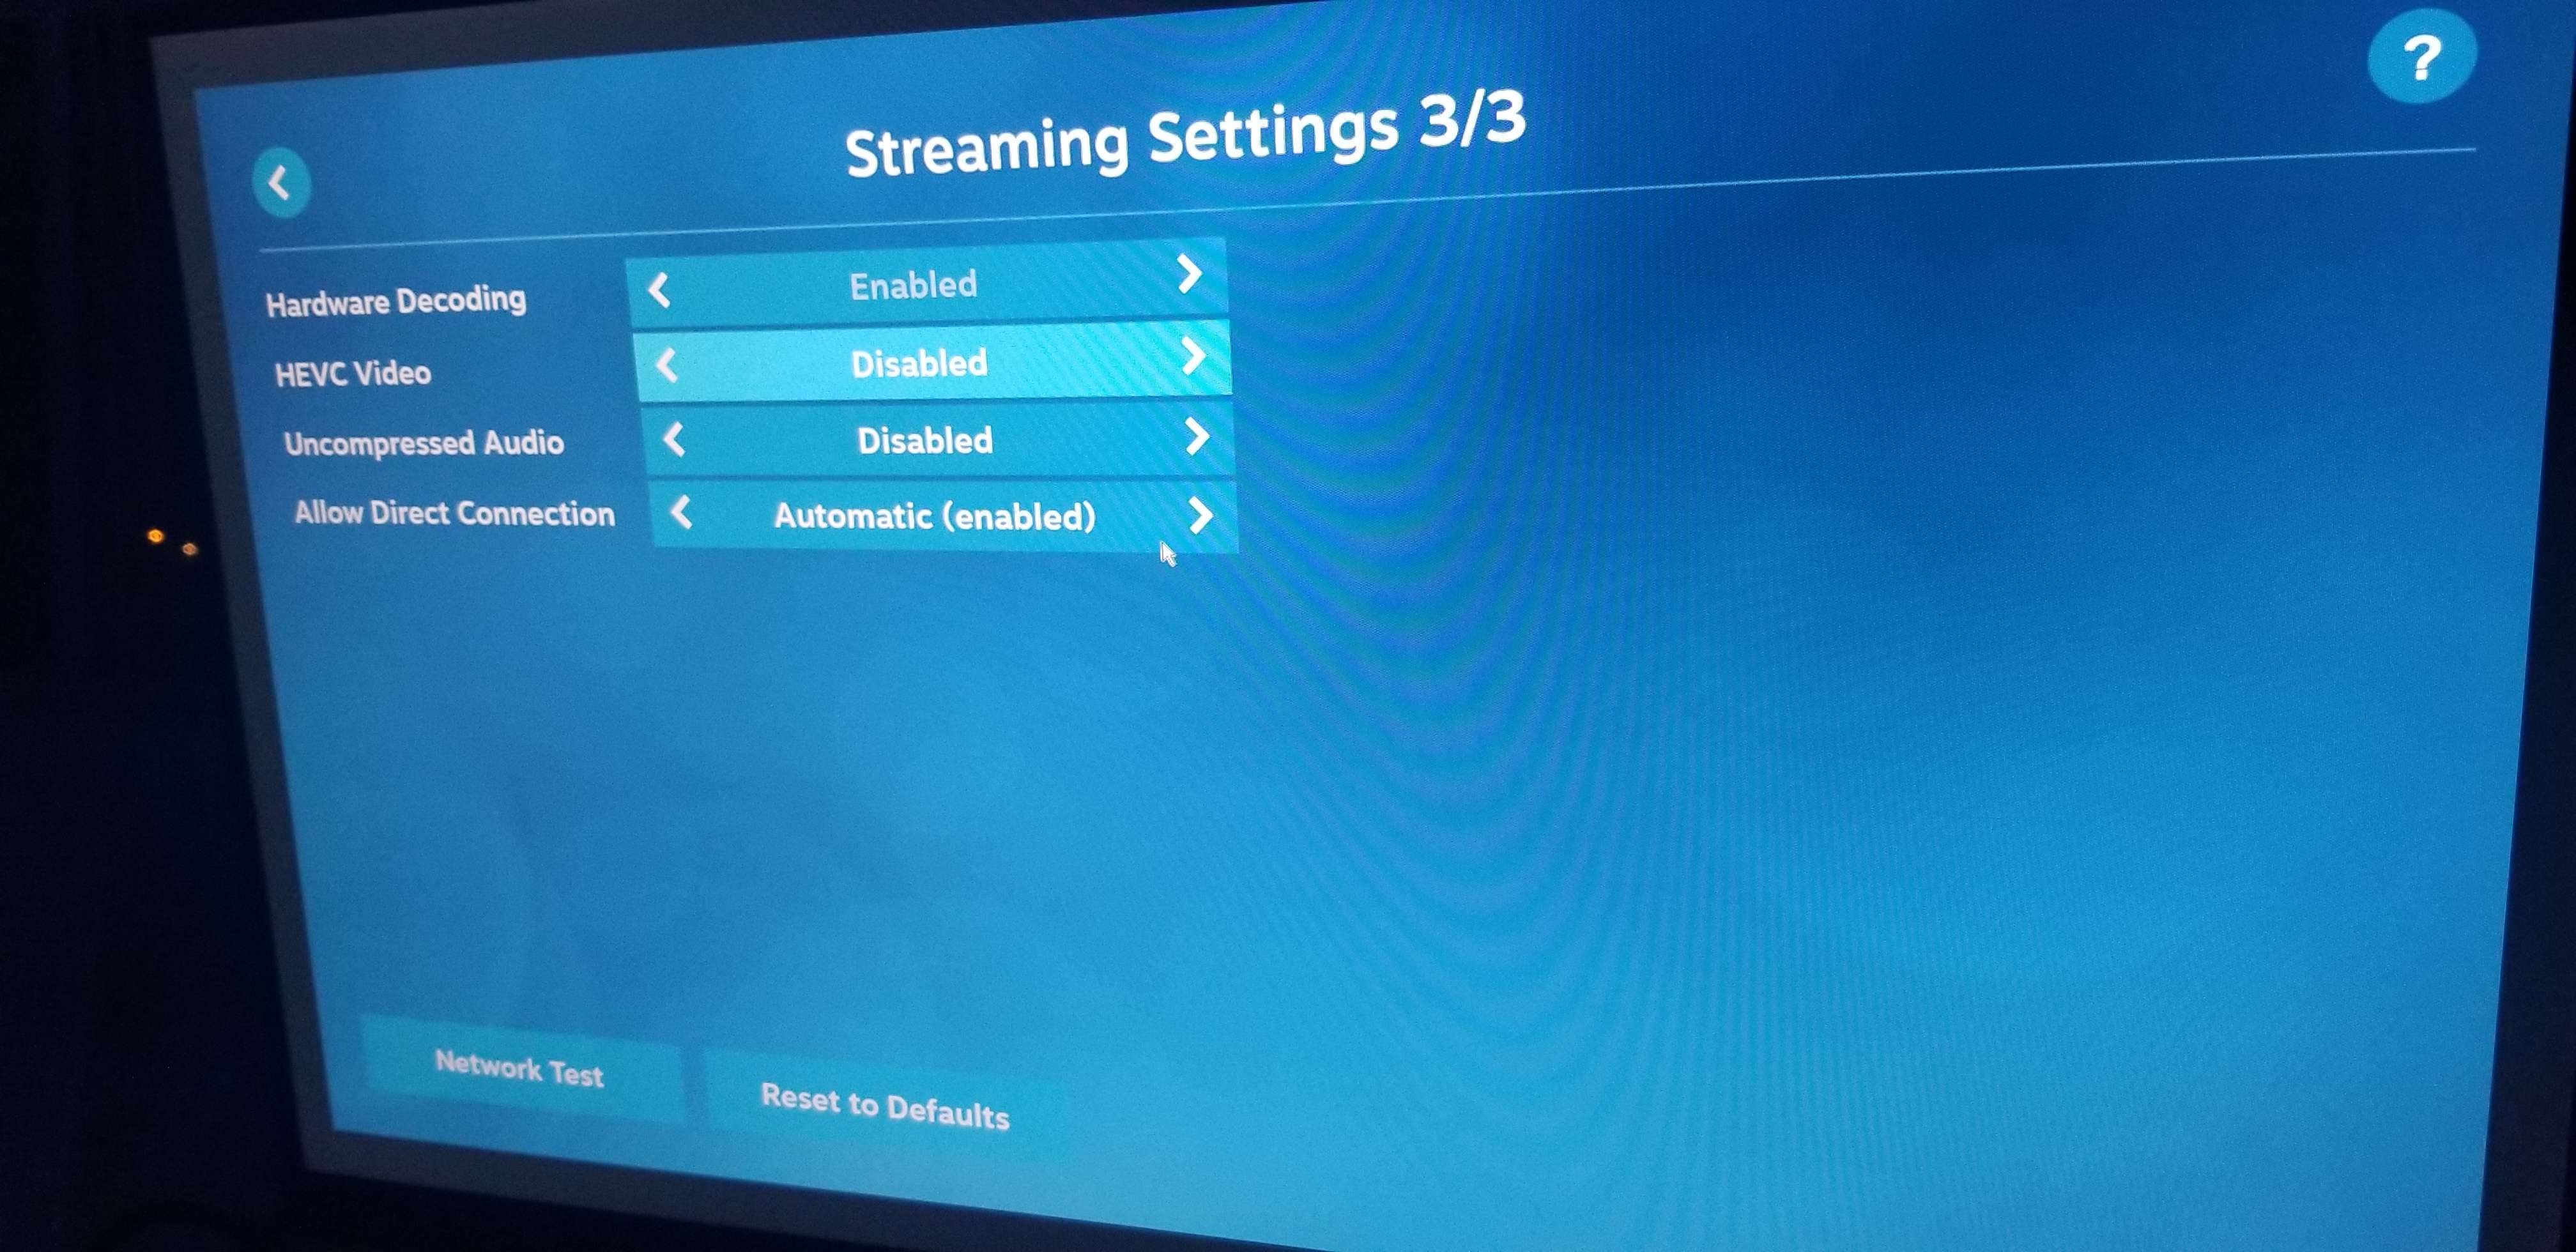 ?
Streaming Settings 3/3
Hardware Decoding Enabled
HEVC Video Disabled
Uncompressed Audio Disabled
Allow Direct Connection Automatic (enabled)
Network Test Reset to Defaults